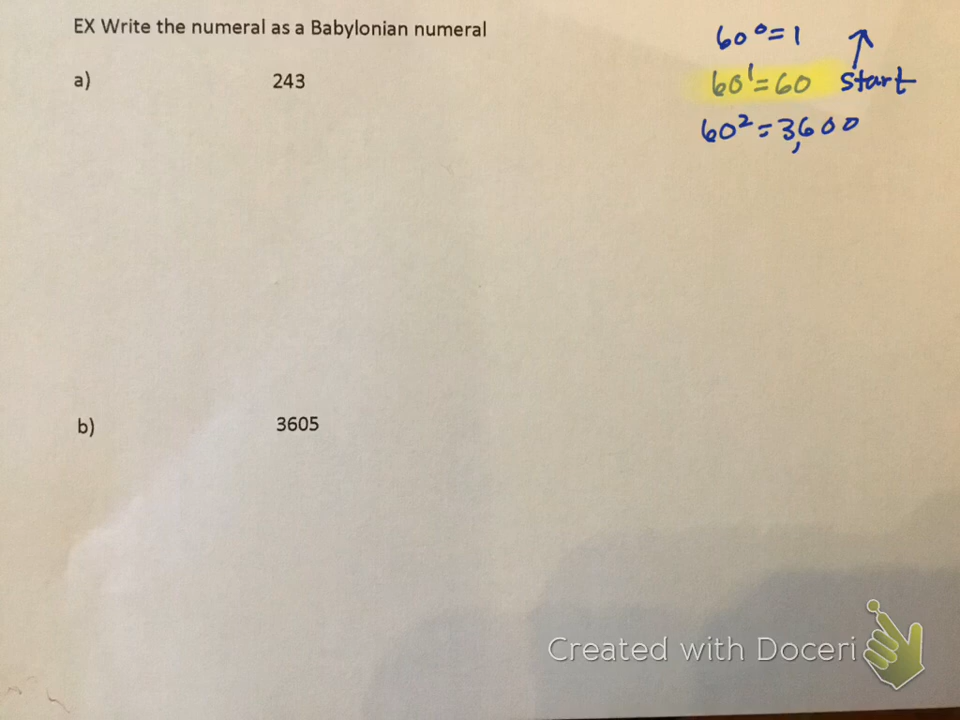 EX Write the numeral as a Babylonian numeral
60⁰=1
a) 243
60¹=60 start
60²=3,600
b) 3605
Created with Doceri